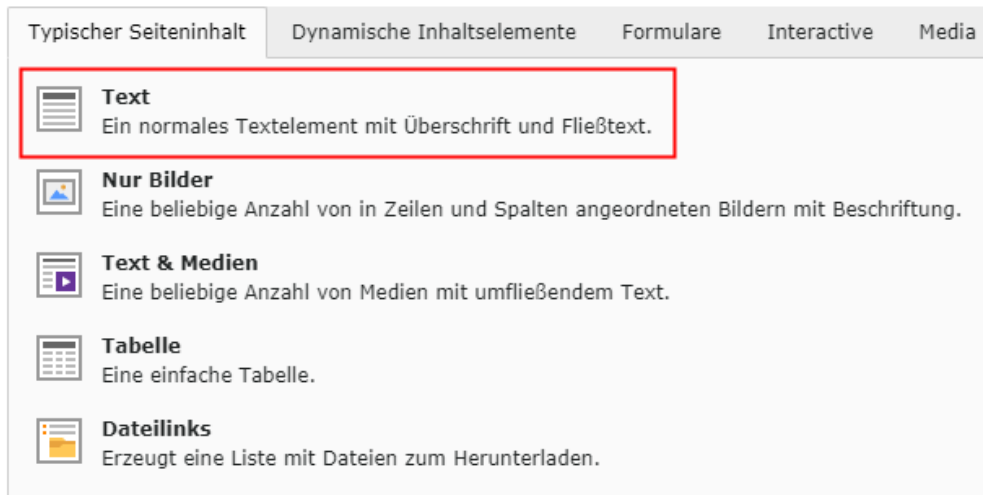 Typischer Seiteninhalt Dynamische Inhaltselemente Formulare Interactive Media
Text
Ein normales Textelement mit Überschrift und Fließtext.
Nur Bilder
Eine beliebige Anzahl von in Zeilen und Spalten angeordneten Bildern mit Beschriftung.
Text & Medien
Eine beliebige Anzahl von Medien mit umfließendem Text.
Tabelle
Eine einfache Tabelle.
Dateilinks
Erzeugt eine Liste mit Dateien zum Herunterladen.